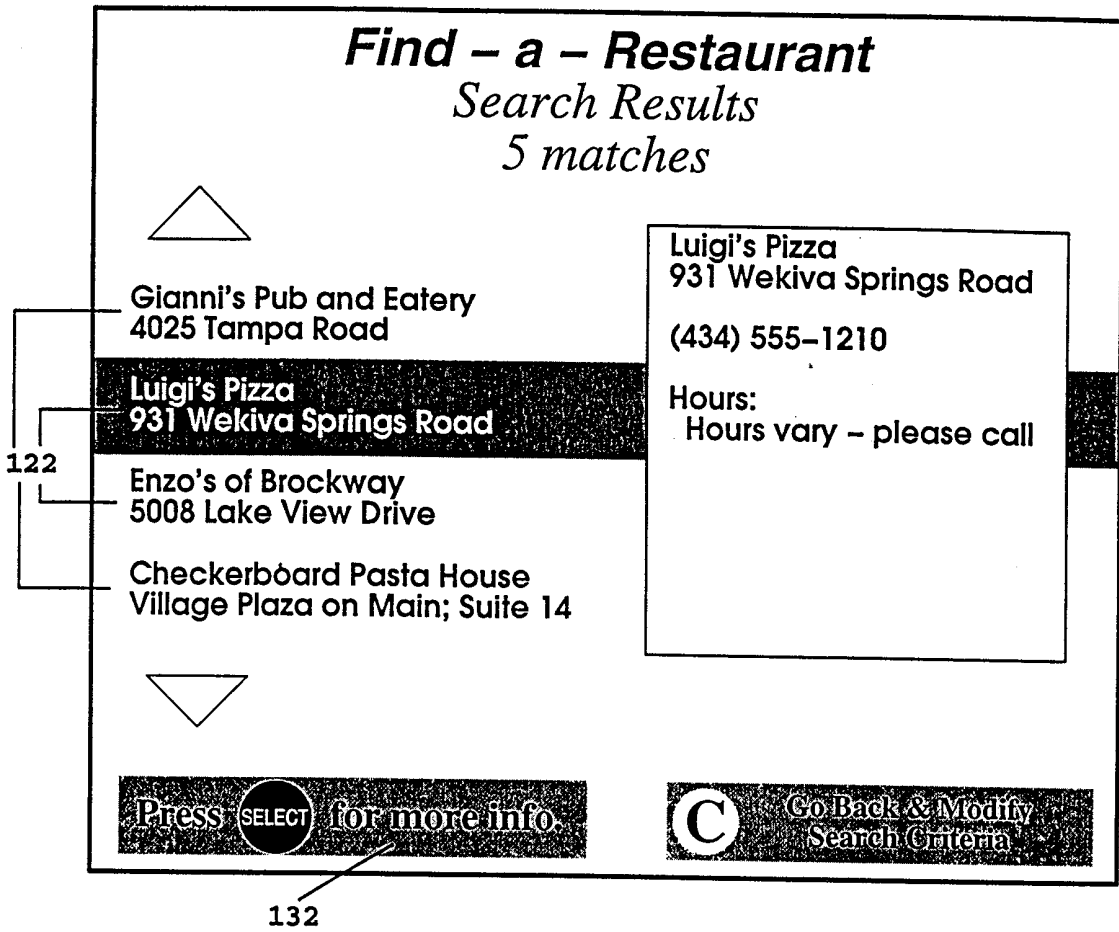 Find – a – Restaurant
Search Results
5 matches
Gianni's Pub and Eatery
4025 Tampa Road
Luigi's Pizza
931 Wekiva Springs Road
Enzo's of Brockway
5008 Lake View Drive
Checkerboard Pasta House
Village Plaza on Main; Suite 14
Luigi's Pizza
931 Wekiva Springs Road
(434) 555–1210
Hours:
Hours vary – please call
122
Press SELECT for more info.
C Go Back & Modify
Search Criteria
132